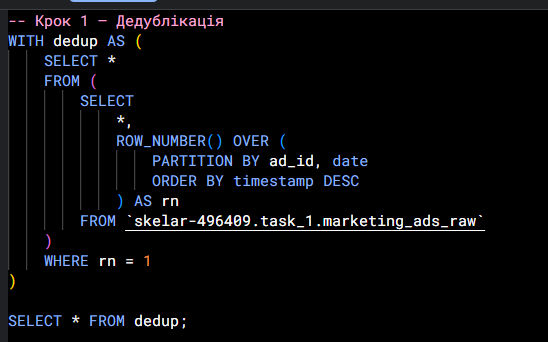 -- Крок 1 — Дедублікація
WITH dedup AS (
    SELECT *
    FROM (
        SELECT
            *,
            ROW_NUMBER() OVER (
                PARTITION BY ad_id, date
                ORDER BY timestamp DESC
            ) AS rn
        FROM `skelar-496409.task_1.marketing_ads_raw`
    )
    WHERE rn = 1
)

SELECT * FROM dedup;